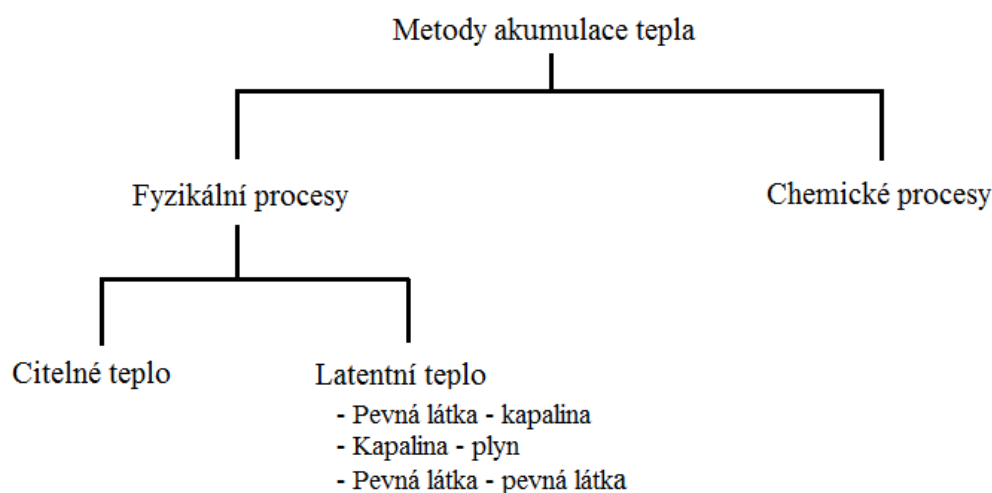 Metody akumulace tepla
Fyzikální procesy
Chemické procesy
Citelné teplo
Latentní teplo
- Pevná látka - kapalina
- Kapalina - plyn
- Pevná látka - pevná látka